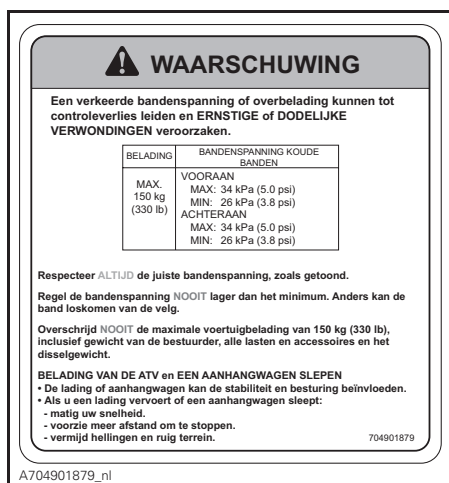 WAARSCHUWING
Een verkeerde bandenspanning of overbelading kunnen tot
controleverlies leiden en ERNSTIGE of DODELIJKE
VERWONDINGEN veroorzaken.
BELADING
BANDENSPANNING KOUDE
BANDEN
MAX.
150 kg
(330 lb)
VOORAAN
MAX: 34 kPa (5.0 psi)
MIN: 26 kPa (3.8 psi)
ACHTERAAN
MAX: 34 kPa (5.0 psi)
MIN: 26 kPa (3.8 psi)
Respecteer ALTIJD de juiste bandenspanning, zoals getoond.
Regel de bandenspanning NOOIT lager dan het minimum. Anders kan de
band loskomen van de velg.
Overschrijd NOOIT de maximale voertuigbelading van 150 kg (330 lb),
inclusief gewicht van de bestuurder, alle lasten en accessoires en het
disselgewicht.
BELADING VAN DE ATV en EEN AANHANGWAGEN SLEPEN
• De lading of aanhangwagen kan de stabiliteit en besturing beïnvloeden.
• Als u een lading vervoert of een aanhangwagen sleept:
- matig uw snelheid.
- voorzie meer afstand om te stoppen.
- vermijd hellingen en ruig terrein.
704901879
A704901879_nl